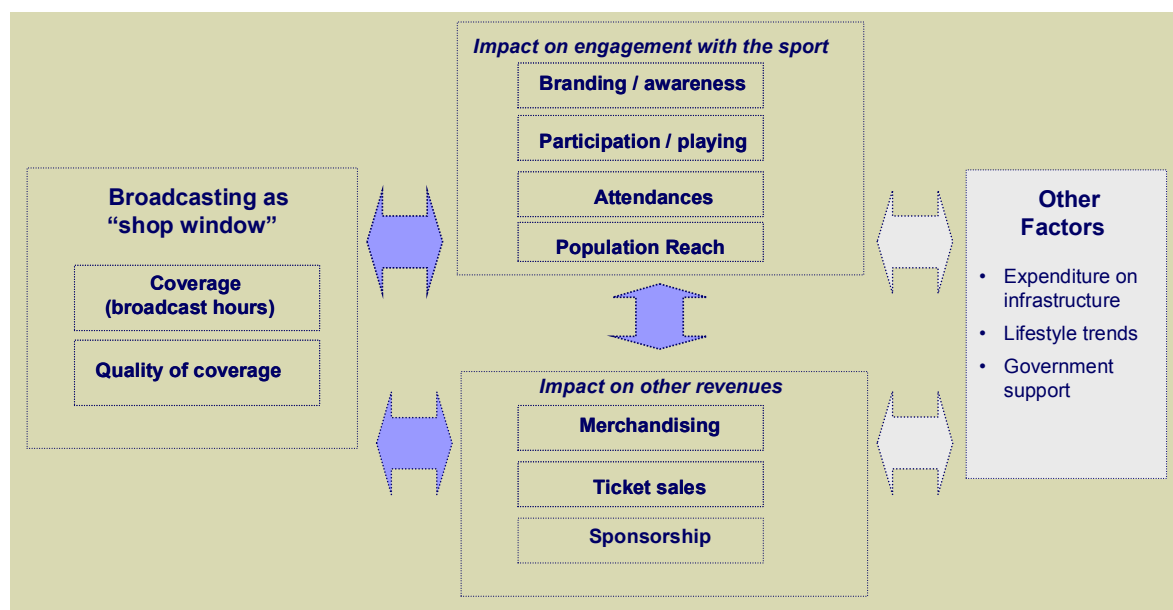 Broadcasting as
“shop window”
Coverage
(broadcast hours)
Quality of coverage
Impact on engagement with the sport
Branding / awareness
Participation / playing
Attendances
Population Reach
Impact on other revenues
Merchandising
Ticket sales
Sponsorship
Other
Factors
• Expenditure on
infrastructure
• Lifestyle trends
• Government
support